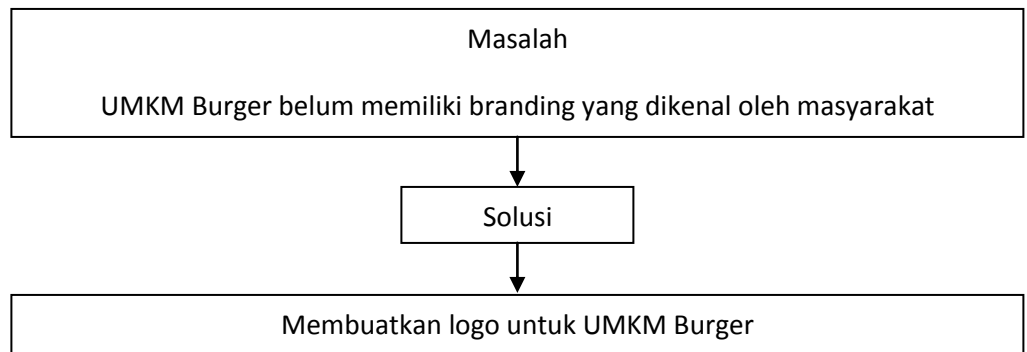 Masalah
UMKM Burger belum memiliki branding yang dikenal oleh masyarakat
Solusi
Membuatkan logo untuk UMKM Burger